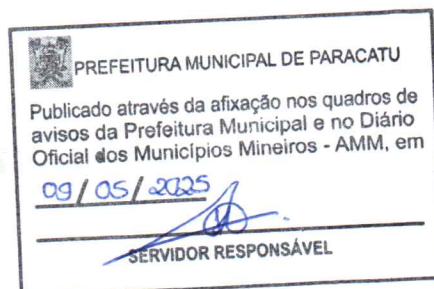 PREFEITURA MUNICIPAL DE PARACATU
Publicado através da afixação nos quadros de
avisos da Prefeitura Municipal e no Diário
Oficial dos Municípios Mineiros - AMM, em
09/05/2025
SERVIDOR RESPONSÁVEL